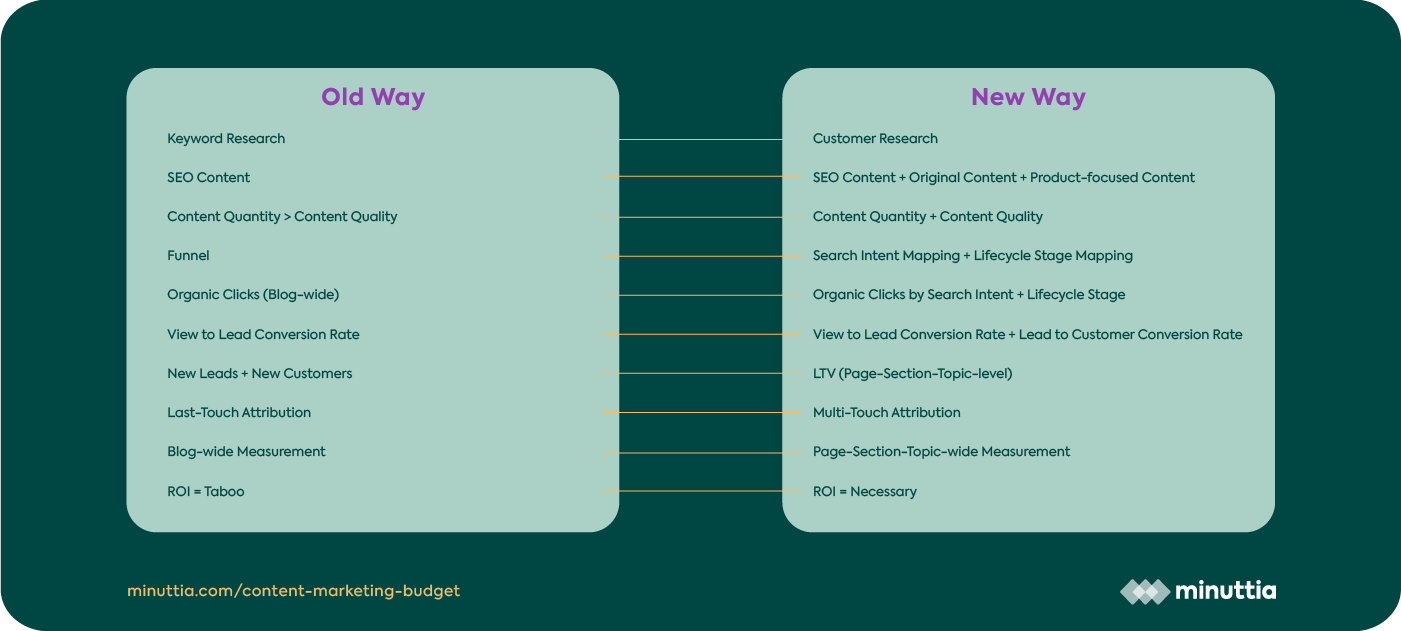 Old Way
New Way
Keyword Research
Customer Research
SEO Content
SEO Content + Original Content + Product-focused Content
Content Quantity > Content Quality
Content Quantity + Content Quality
Funnel
Search Intent Mapping + Lifecycle Stage Mapping
Organic Clicks (Blog-wide)
Organic Clicks by Search Intent + Lifecycle Stage
View to Lead Conversion Rate
View to Lead Conversion Rate + Lead to Customer Conversion Rate
New Leads + New Customers
LTV (Page-Section-Topic-level)
Last-Touch Attribution
Multi-Touch Attribution
Blog-wide Measurement
Page-Section-Topic-wide Measurement
ROI = Taboo
ROI = Necessary
minuttia.com/content-marketing-budget
minuttia